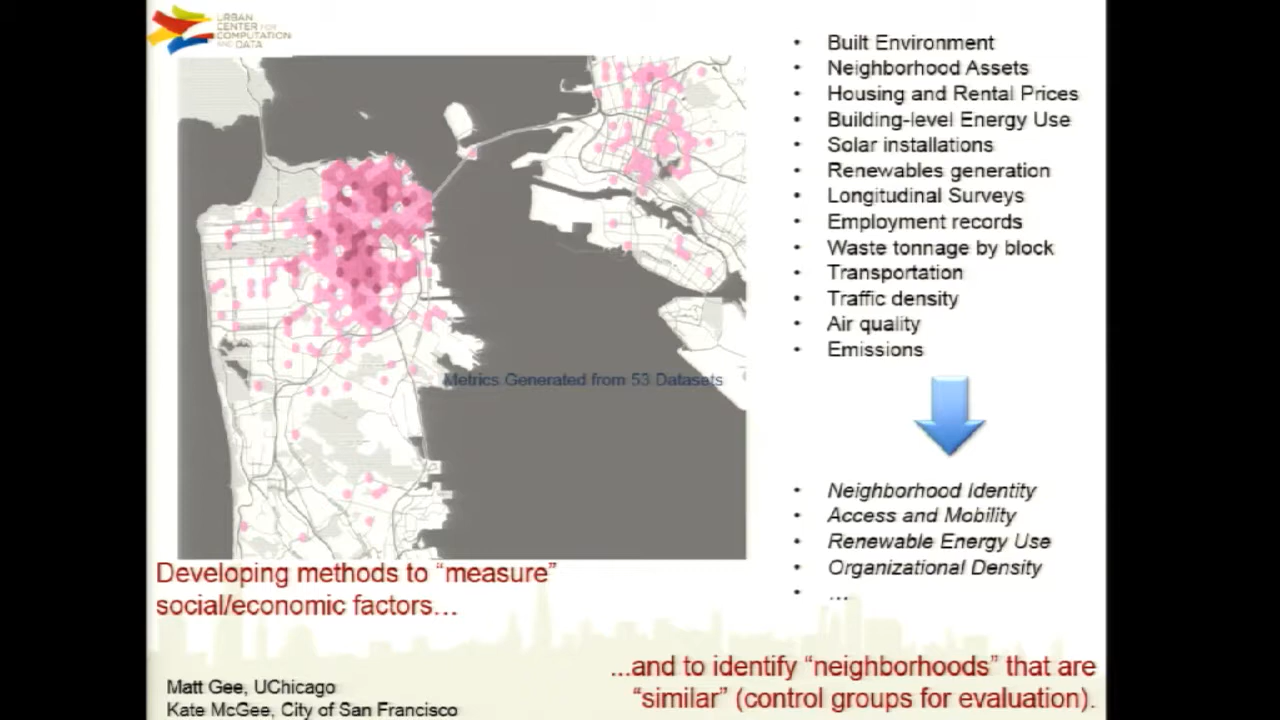 URBAN
CENTER FOR
COMPUTATION
AND DATA
• Built Environment
• Neighborhood Assets
• Housing and Rental Prices
• Building-level Energy Use
• Solar installations
• Renewables generation
• Longitudinal Surveys
• Employment records
• Waste tonnage by block
• Transportation
• Traffic density
• Air quality
• Emissions
Metrics Generated from 53 Datasets
• Neighborhood Identity
• Access and Mobility
• Renewable Energy Use
• Organizational Density
• ...
Developing methods to “measure”
social/economic factors...
...and to identify “neighborhoods” that are
“similar” (control groups for evaluation).
Matt Gee, UChicago
Kate McGee, City of San Francisco